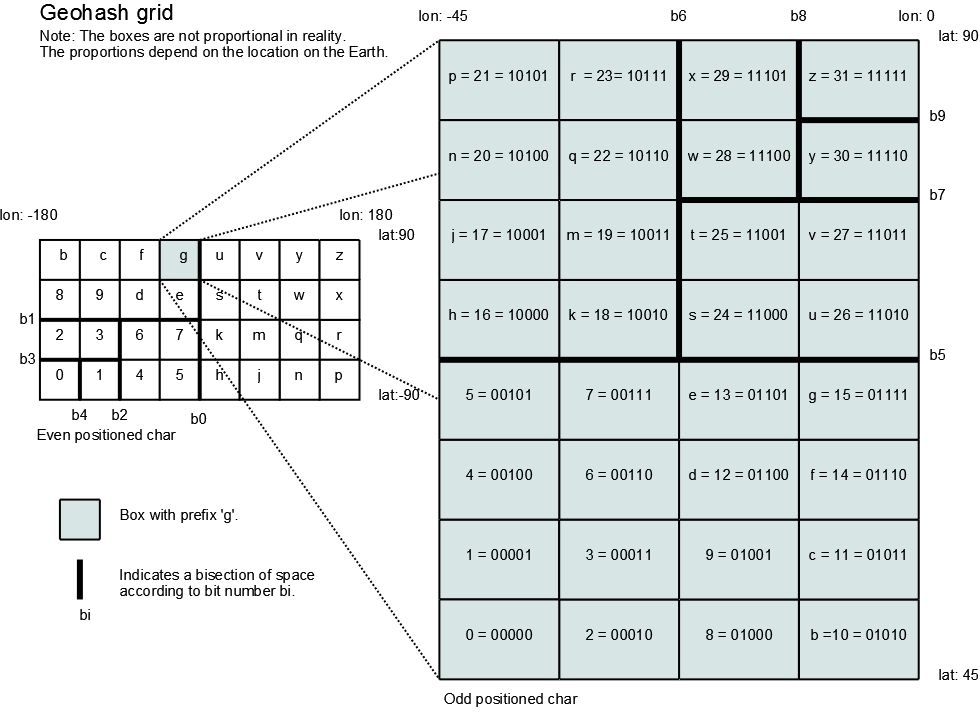 Geohash grid
Note: The boxes are not proportional in reality.
The proportions depend on the location on the Earth.
lon: -45 b6 b8 lon: 0
lat: 90
p = 21 = 10101 r = 23= 10111 x = 29 = 11101 z = 31 = 11111
b9
n = 20 = 10100 q = 22 = 10110 w = 28 = 11100 y = 30 = 11110
b7
j = 17 = 10001 m = 19 = 10011 t = 25 = 11001 v = 27 = 11011
h = 16 = 10000 k = 18 = 10010 s = 24 = 11000 u = 26 = 11010
b5
5 = 00101 7 = 00111 e = 13 = 01101 g = 15 = 01111
4 = 00100 6 = 00110 d = 12 = 01100 f = 14 = 01110
1 = 00001 3 = 00011 9 = 01001 c = 11 = 01011
0 = 00000 2 = 00010 8 = 01000 b =10 = 01010
lat: 45
Odd positioned char
lon: -180 lon: 180
lat:90
b c f g u v y z
8 9 d e s t w x
b1
2 3 6 7 k m q r
b3
0 1 4 5 h j n p
lat:-90
b4 b2 b0
Even positioned char
Box with prefix 'g'.
Indicates a bisection of space
according to bit number bi.
bi